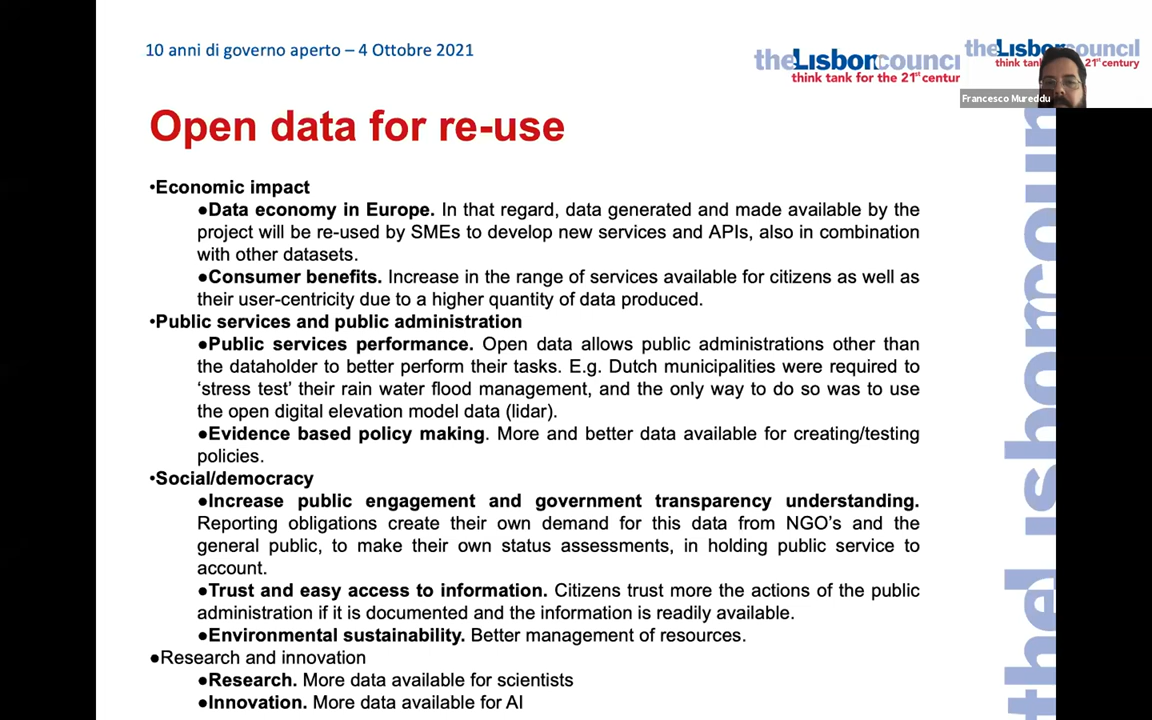 10 anni di governo aperto – 4 Ottobre 2021
theLisboncounci
think tank for the 21st centur
theLisboncouncil
think tank 21st century
Francesco Mureddu
Open data for re-use
•Economic impact
●Data economy in Europe. In that regard, data generated and made available by the
project will be re-used by SMEs to develop new services and APIs, also in combination
with other datasets.
●Consumer benefits. Increase in the range of services available for citizens as well as
their user-centricity due to a higher quantity of data produced.
•Public services and public administration
●Public services performance. Open data allows public administrations other than
the dataholder to better perform their tasks. E.g. Dutch municipalities were required to
‘stress test’ their rain water flood management, and the only way to do so was to use
the open digital elevation model data (lidar).
●Evidence based policy making. More and better data available for creating/testing
policies.
•Social/democracy
●Increase public engagement and government transparency understanding.
Reporting obligations create their own demand for this data from NGO’s and the
general public, to make their own status assessments, in holding public service to
account.
●Trust and easy access to information. Citizens trust more the actions of the public
administration if it is documented and the information is readily available.
●Environmental sustainability. Better management of resources.
●Research and innovation
●Research. More data available for scientists
●Innovation. More data available for AI